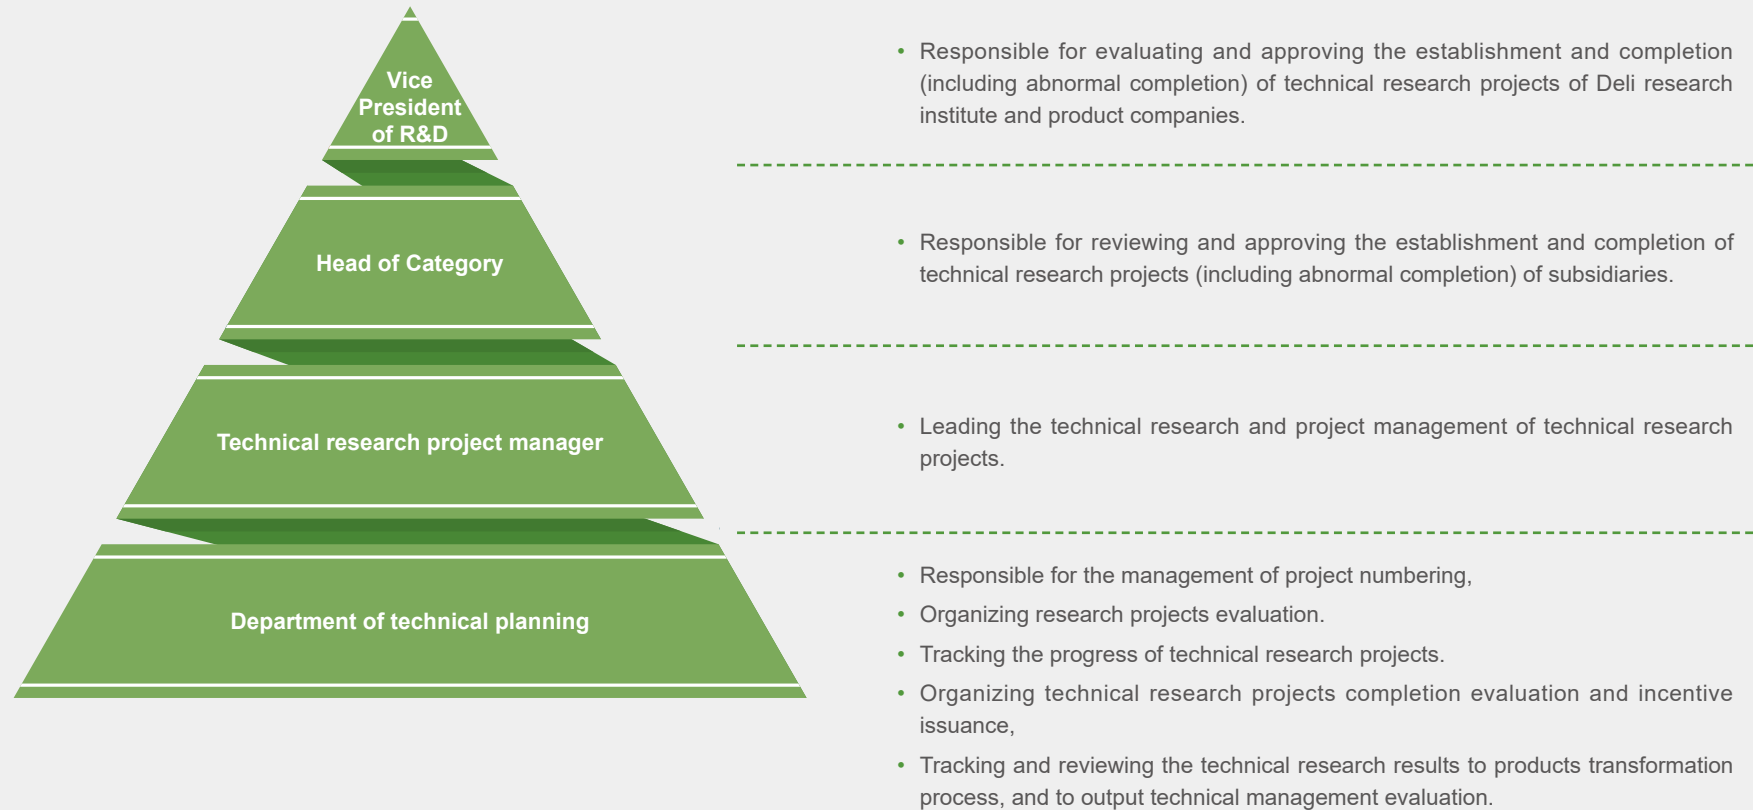 Vice
President
of R&D
• Responsible for evaluating and approving the establishment and completion
(including abnormal completion) of technical research projects of Deli research
institute and product companies.
Head of Category
• Responsible for reviewing and approving the establishment and completion of
technical research projects (including abnormal completion) of subsidiaries.
Technical research project manager
• Leading the technical research and project management of technical research
projects.
Department of technical planning
• Responsible for the management of project numbering,
• Organizing research projects evaluation.
• Tracking the progress of technical research projects.
• Organizing technical research projects completion evaluation and incentive
issuance,
• Tracking and reviewing the technical research results to products transformation
process, and to output technical management evaluation.